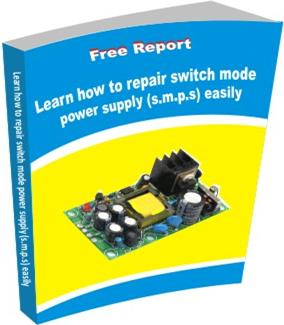 Free Report
Learn how to repair switch mode
power supply (s.m.p.s) easily
Learn how to repair switch mode power supply (s.m.p.s) easily